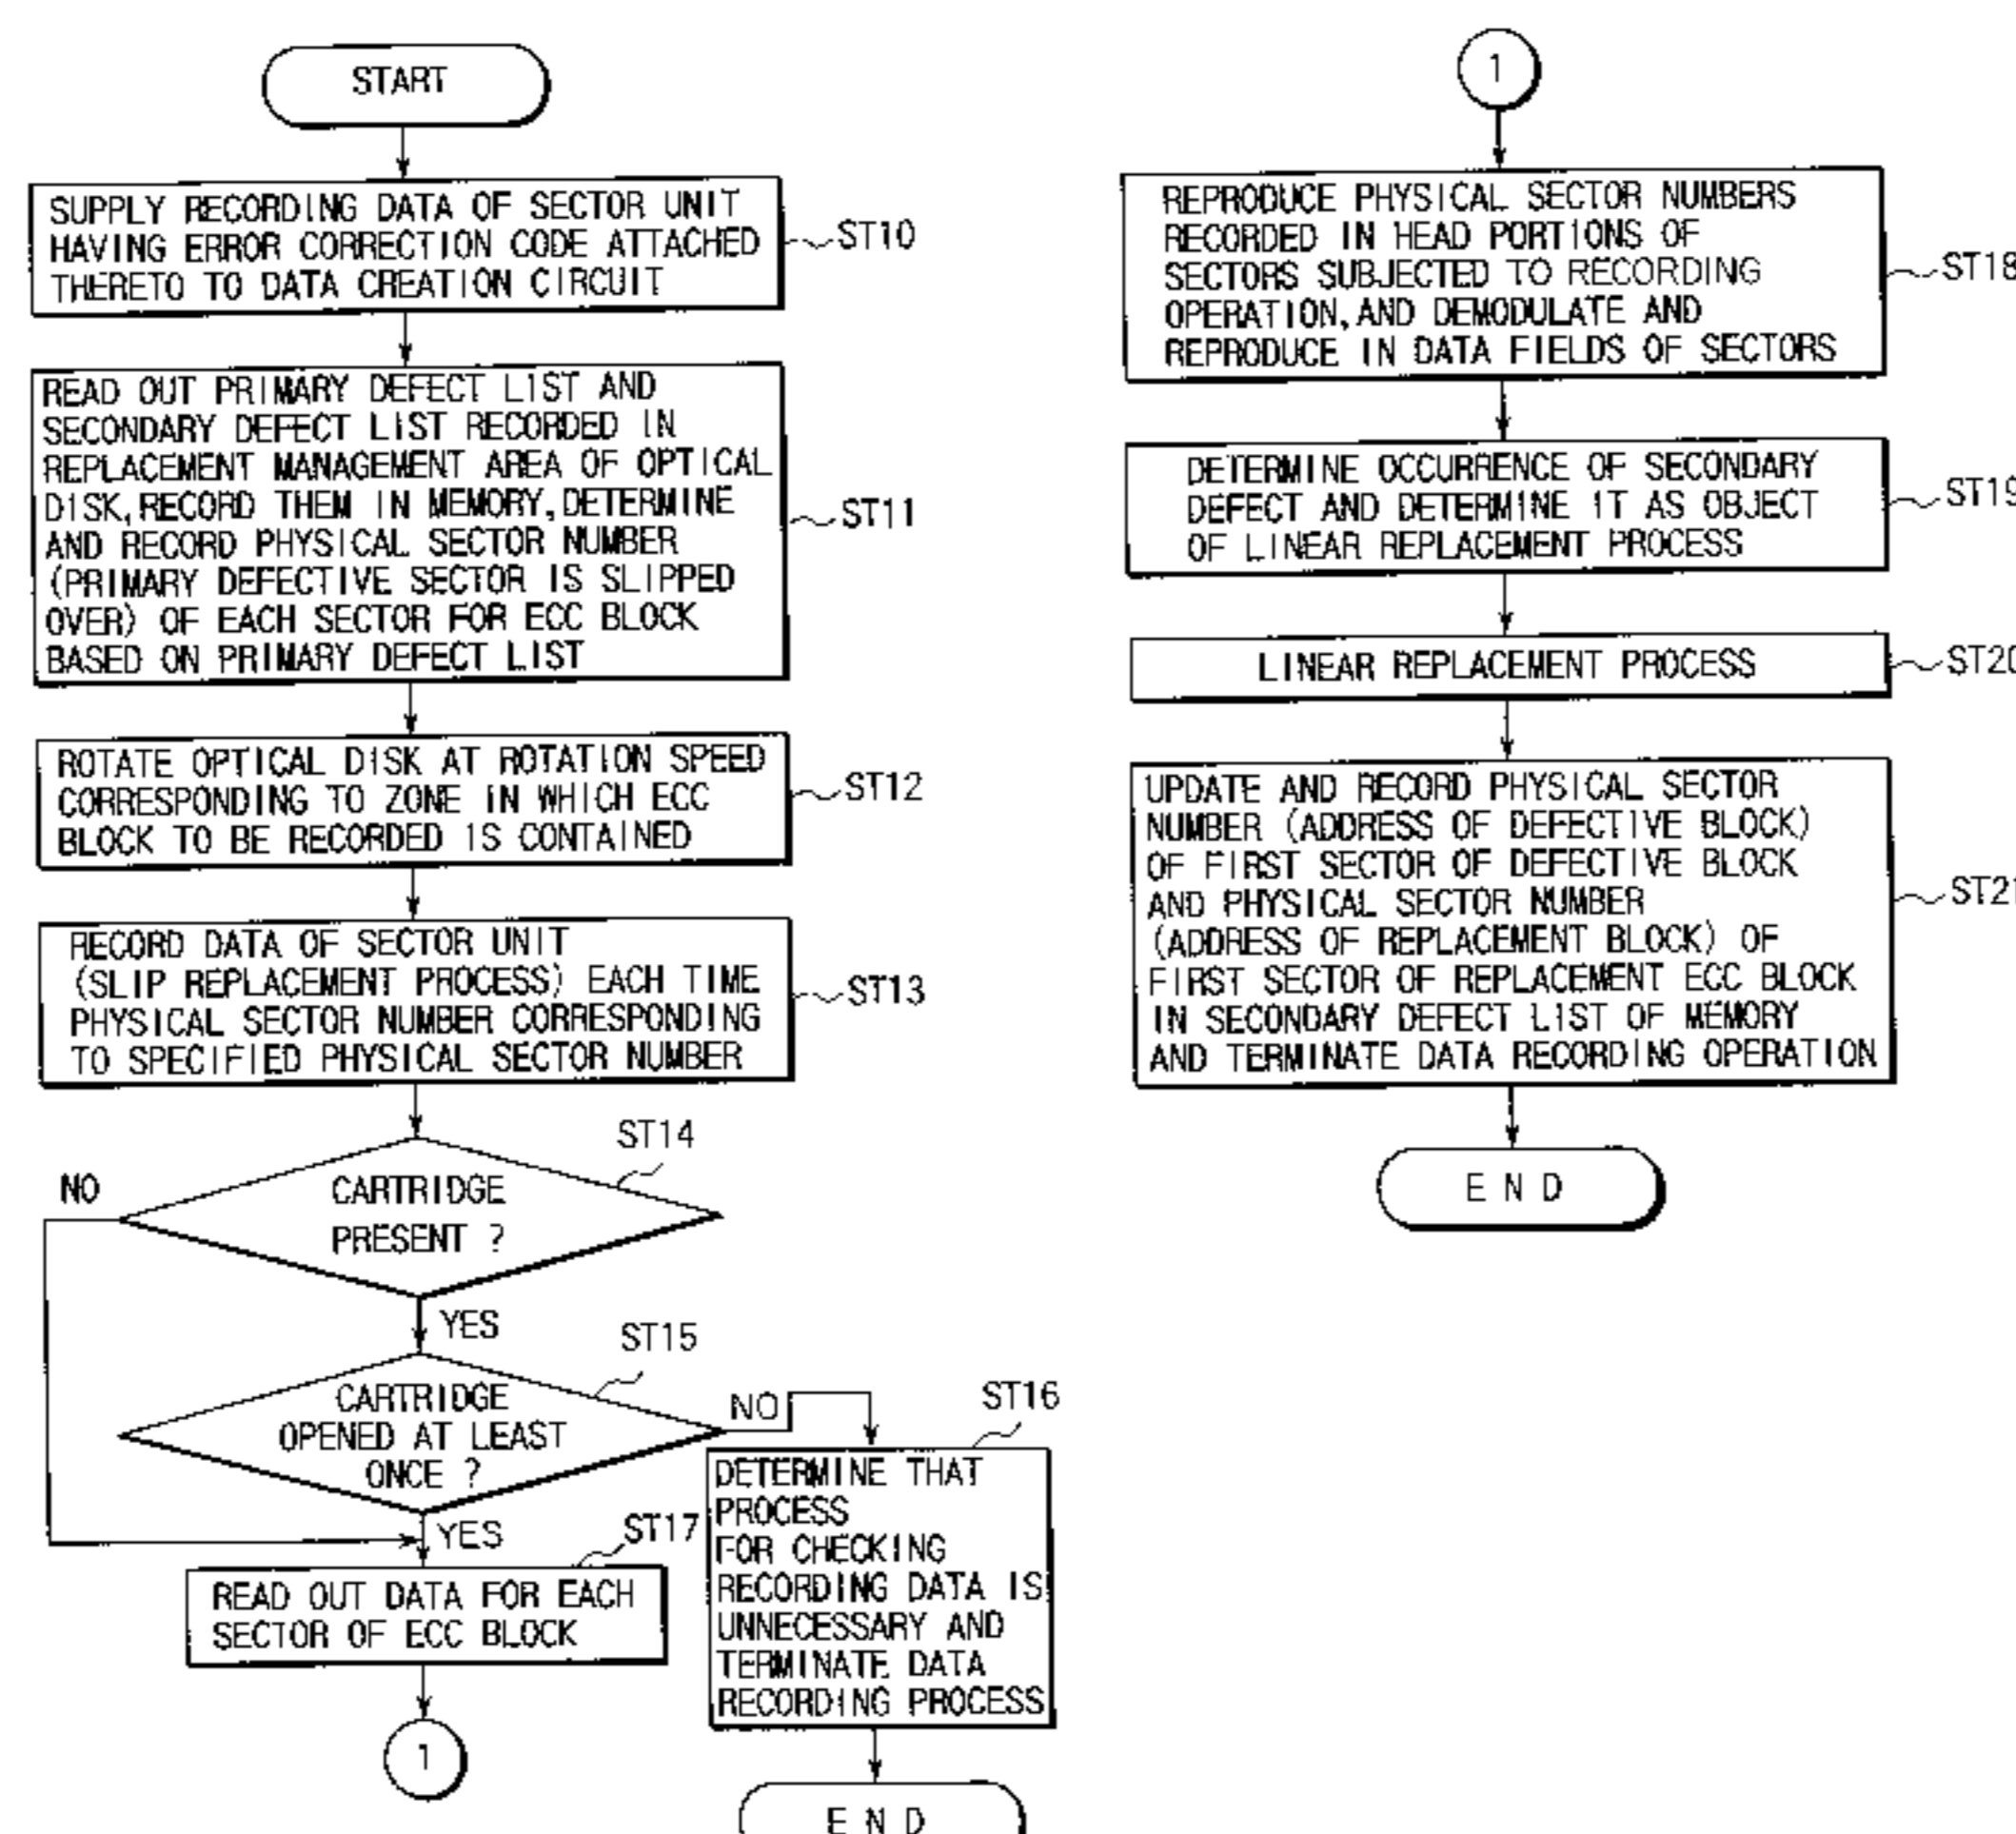 START
SUPPLY RECORDING DATA OF SECTOR UNIT
HAVING ERROR CORRECTION CODE ATTACHED
THERETO TO DATA CREATION CIRCUIT
ST10
READ OUT PRIMARY DEFECT LIST AND
SECONDARY DEFECT LIST RECORDED IN
REPLACEMENT MANAGEMENT AREA OF OPTICAL
DISK,RECORD THEM IN MEMORY,DETERMINE
AND RECORD PHYSICAL SECTOR NUMBER
(PRIMARY DEFECTIVE SECTOR IS SLIPPED
OVER) OF EACH SECTOR FOR ECC BLOCK
BASED ON PRIMARY DEFECT LIST
ST11
ROTATE OPTICAL DISK AT ROTATION SPEED
CORRESPONDING TO ZONE IN WHICH ECC
BLOCK TO BE RECORDED IS CONTAINED
ST12
RECORD DATA OF SECTOR UNIT
(SLIP REPLACEMENT PROCESS) EACH TIME
PHYSICAL SECTOR NUMBER CORRESPONDING
TO SPECIFIED PHYSICAL SECTOR NUMBER
ST13
ST14
NO
CARTRIDGE
PRESENT ?
YES
ST15
CARTRIDGE
OPENED AT LEAST
ONCE ?
NO
YES
ST16
DETERMINE THAT
PROCESS
FOR CHECKING
RECORDING DATA IS
UNNECESSARY AND
TERMINATE DATA
RECORDING PROCESS
END
ST17
READ OUT DATA FOR EACH
SECTOR OF ECC BLOCK
1
1
REPRODUCE PHYSICAL SECTOR NUMBERS
RECORDED IN HEAD PORTIONS OF
SECTORS SUBJECTED TO RECORDING
OPERATION,AND DEMODULATE AND
REPRODUCE IN DATA FIELDS OF SECTORS
ST18
DETERMINE OCCURRENCE OF SECONDARY
DEFECT AND DETERMINE IT AS OBJECT
OF LINEAR REPLACEMENT PROCESS
ST19
LINEAR REPLACEMENT PROCESS
ST20
UPDATE AND RECORD PHYSICAL SECTOR
NUMBER (ADDRESS OF DEFECTIVE BLOCK)
OF FIRST SECTOR OF DEFECTIVE BLOCK
AND PHYSICAL SECTOR NUMBER
(ADDRESS OF REPLACEMENT BLOCK) OF
FIRST SECTOR OF REPLACEMENT ECC BLOCK
IN SECONDARY DEFECT LIST OF MEMORY
AND TERMINATE DATA RECORDING OPERATION
ST21
END